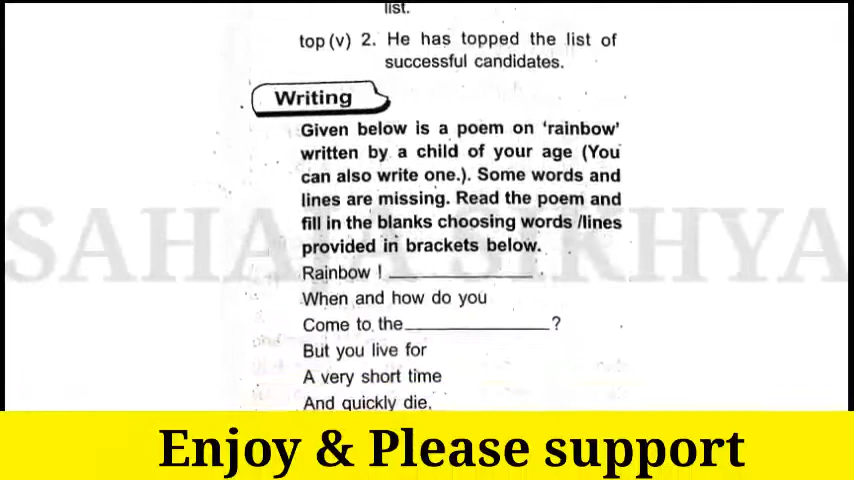 list.
top (v) 2. He has topped the list of
successful candidates.
Writing
Given below is a poem on 'rainbow'
written by a child of your age (You
can also write one.). Some words and
lines are missing. Read the poem and
fill in the blanks choosing words /lines
provided in brackets below.
SAHAJA SIKHYA
Rainbow ! ____________ .
When and how do you
Come to the____________?
But you live for
A very short time
And quickly die.
Enjoy & Please support